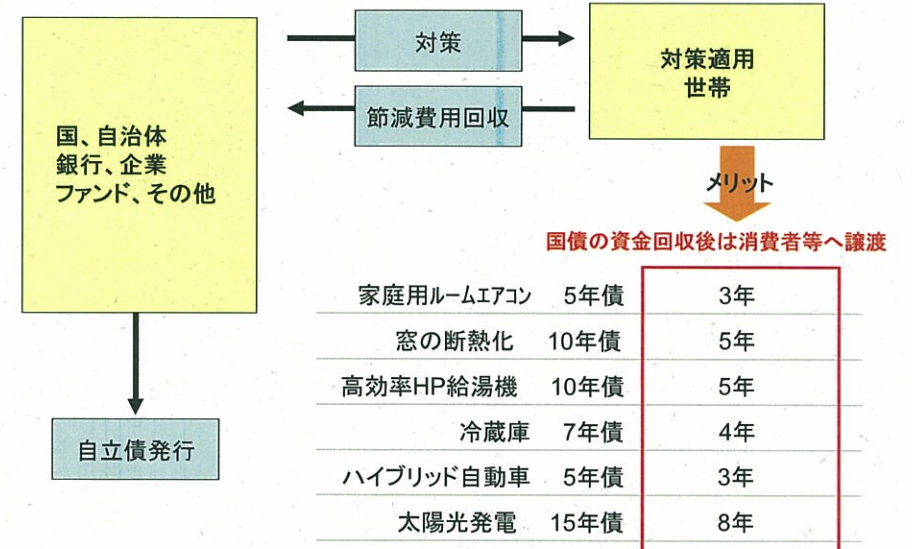 対策
節減費用回収
対策適用
世帯
国、自治体
銀行、企業
ファンド、その他
メリット
国債の資金回収後は消費者等へ譲渡
家庭用ルームエアコン 5年債 3年
窓の断熱化 10年債 5年
高効率HP給湯機 10年債 5年
冷蔵庫 7年債 4年
ハイブリッド自動車 5年債 3年
太陽光発電 15年債 8年
自立債発行